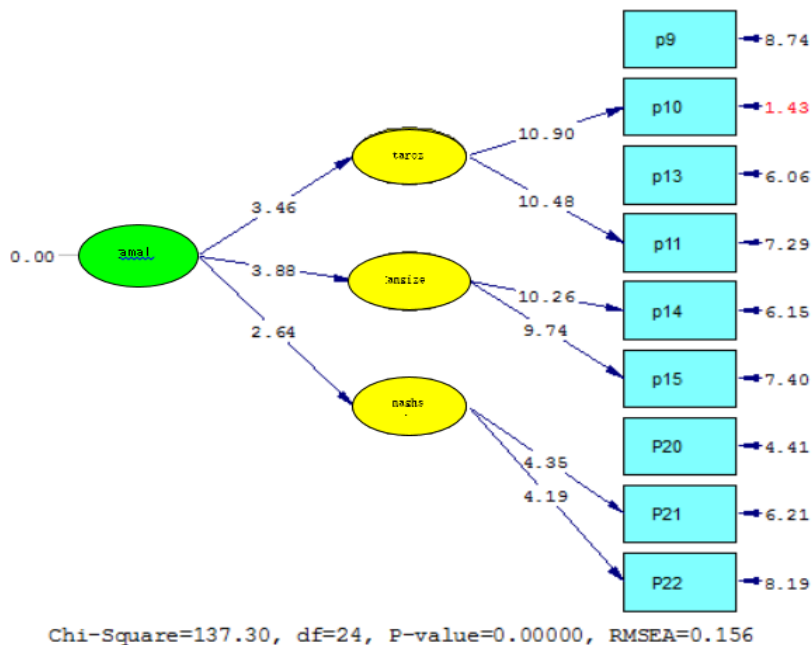 p9
8.74
p10
1.43
10.90
taroz
p13
6.06
3.46
10.48
p11
7.29
0.00
amal
3.88
10.26
p14
6.15
2.64
9.74
p15
7.40
P20
4.41
4.35
4.19
P21
6.21
P22
8.19
Chi-Square=137.30, df=24, P-value=0.00000, RMSEA=0.156